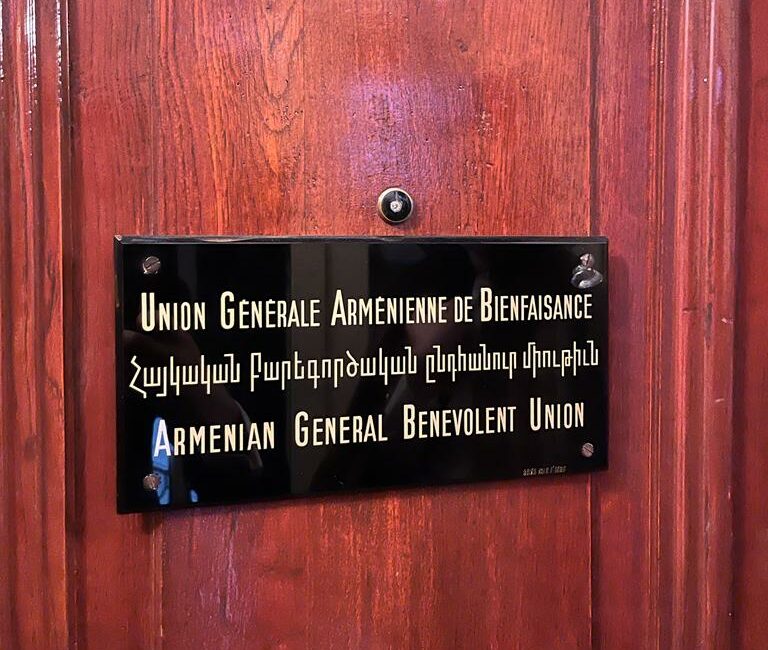 Union Générale Arménienne de Bienfaisance
Հայկական Բարեգործական ընդհանուր միութիւն
Armenian General Benevolent Union